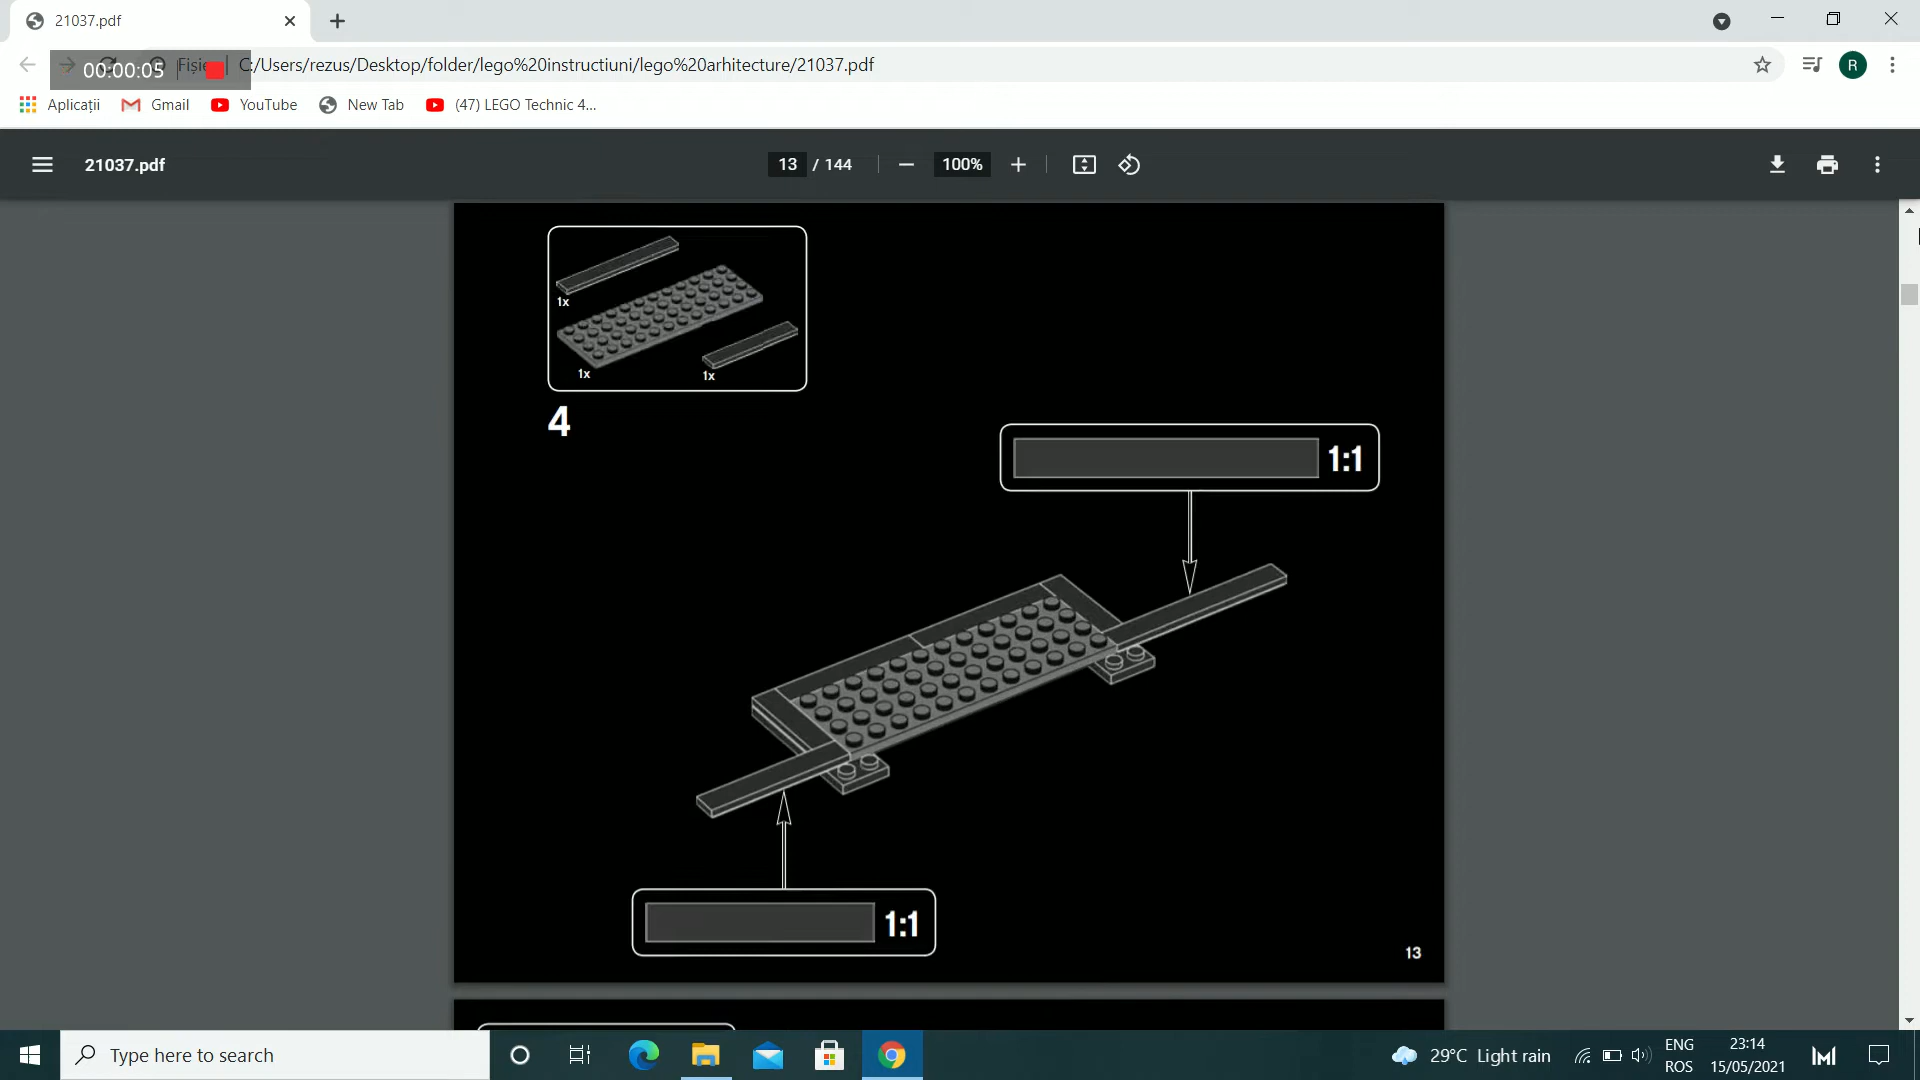 21037.pdf
00:00:05
C:/Users/rezus/Desktop/folder/lego%20instructiuni/lego%20arhitecture/21037.pdf
R
Aplicații Gmail YouTube New Tab (47) LEGO Technic 4...
21037.pdf 13 / 144 100%
1x
1x
1x
4
1:1
1:1
13
Type here to search
29°C Light rain
ENG
ROS
23:14
15/05/2021